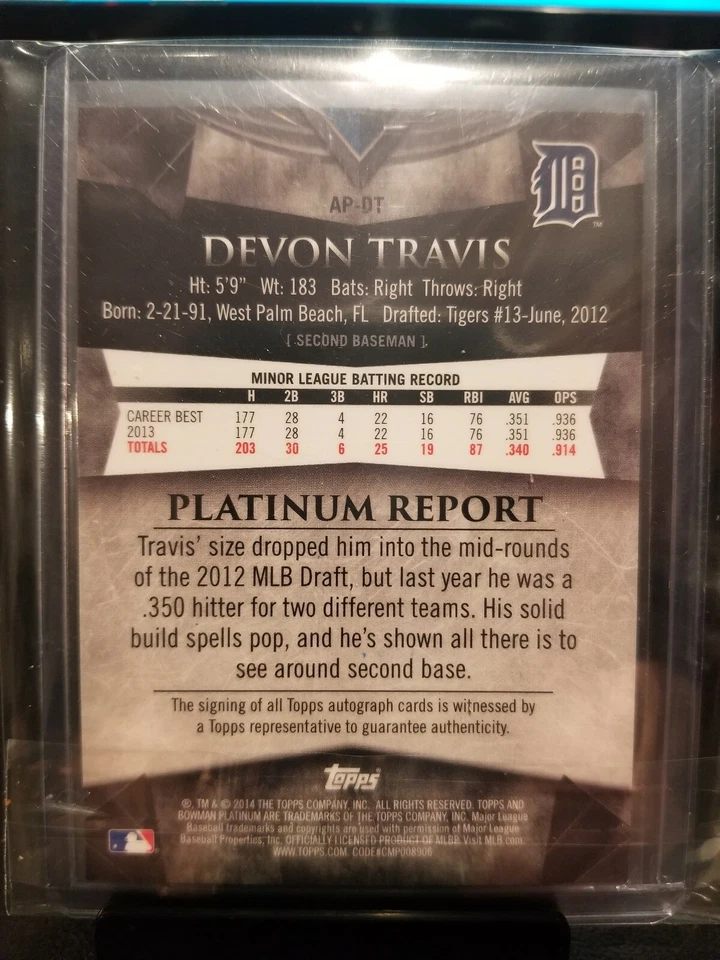 AP-DT
D
TM
DEVON TRAVIS
Ht: 5'9" Wt: 183 Bats: Right Throws: Right
Born: 2-21-91, West Palm Beach, FL Drafted: Tigers #13-June, 2012
[ SECOND BASEMAN ]
MINOR LEAGUE BATTING RECORD
H 2B 3B HR SB RBI AVG OPS
CAREER BEST 177 28 4 22 16 76 .351 .936
2013 177 28 4 22 16 76 .351 .936
TOTALS 203 30 6 25 19 87 .340 .914
PLATINUM REPORT
Travis' size dropped him into the mid-rounds
of the 2012 MLB Draft, but last year he was a
.350 hitter for two different teams. His solid
build spells pop, and he's shown all there is to
see around second base.
The signing of all Topps autograph cards is witnessed by
a Topps representative to guarantee authenticity.
topps®
®, TM & © 2014 THE TOPPS COMPANY, INC. ALL RIGHTS RESERVED. TOPPS AND
BOWMAN PLATINUM ARE TRADEMARKS OF THE TOPPS COMPANY, INC. Major League
Baseball trademarks and copyrights are used with permission of Major League
Baseball Properties, Inc. OFFICIALLY LICENSED PRODUCT OF MLBP. Visit MLB.com.
WWW.TOPPS.COM. CODE#CMP008906